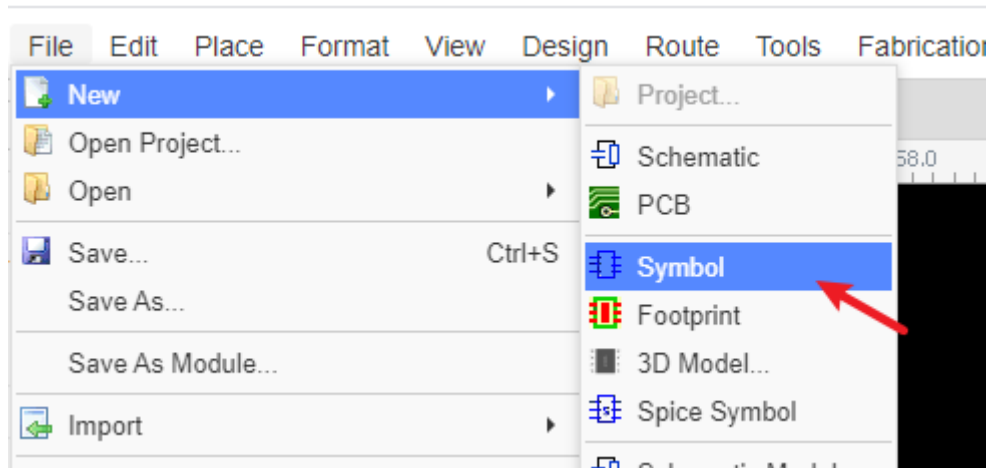 File Edit Place Format View Design Route Tools Fabrication
New
Open Project...
Open
Save... Ctrl+S
Save As...
Save As Module...
Import
Project...
Schematic
PCB
Symbol
Footprint
3D Model...
Spice Symbol
58.0